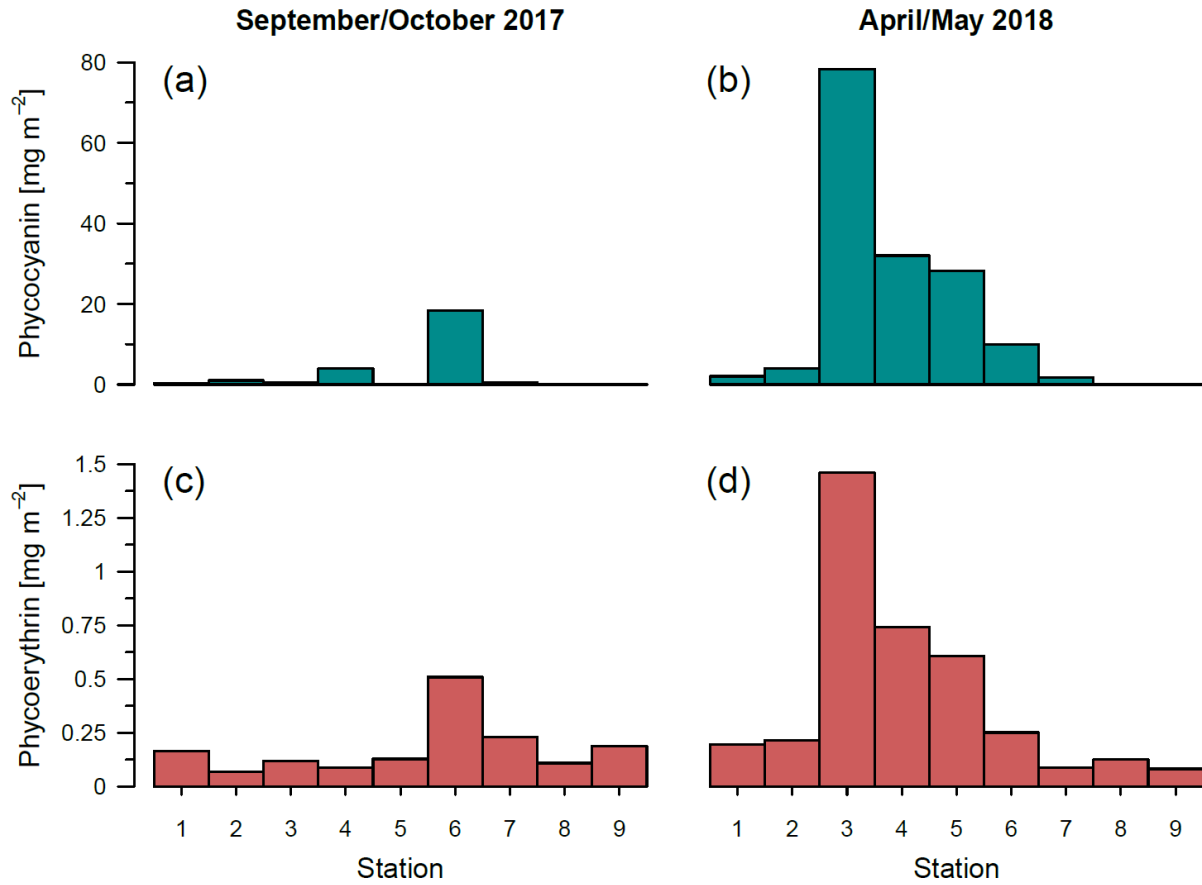 September/October 2017
April/May 2018
(a)
(b)
Phycocyanin [mg m⁻²]
80
60
40
20
0
(c)
(d)
Phycoerythrin [mg m⁻²]
1.5
1.25
1
0.75
0.5
0.25
0
1 2 3 4 5 6 7 8 9
1 2 3 4 5 6 7 8 9
Station
Station